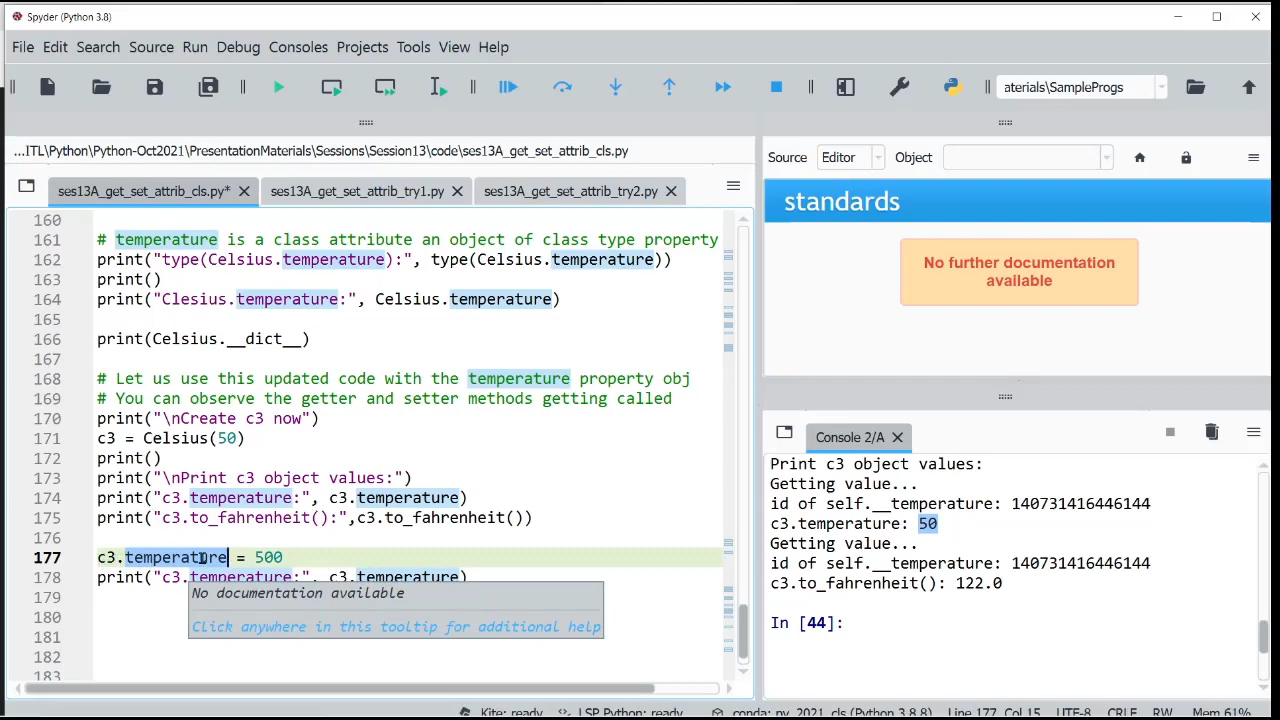 Spyder (Python 3.8)
File Edit Search Source Run Debug Consoles Projects Tools View Help
aterials\SampleProgs
...ITL\Python\Python-Oct2021\PresentationMaterials\Sessions\Session13\code\ses13A_get_set_attrib_cls.py
ses13A_get_set_attrib_cls.py* ses13A_get_set_attrib_try1.py ses13A_get_set_attrib_try2.py
160
161 # temperature is a class attribute an object of class type property
162 print("type(Celsius.temperature):", type(Celsius.temperature))
163 print()
164 print("Clesius.temperature:", Celsius.temperature)
165
166 print(Celsius.__dict__)
167
168 # Let us use this updated code with the temperature property obj
169 # You can observe the getter and setter methods getting called
170 print("\nCreate c3 now")
171 c3 = Celsius(50)
172 print()
173 print("\nPrint c3 object values:")
174 print("c3.temperature:", c3.temperature)
175 print("c3.to_fahrenheit():",c3.to_fahrenheit())
176
177 c3.temperature = 500
178 print("c3.temperature:", c3.temperature)
179
180
181
182
183
No documentation available
Click anywhere in this tooltip for additional help
Source Editor Object
standards
No further documentation
available
Console 2/A
Print c3 object values:
Getting value...
id of self.__temperature: 140731416446144
c3.temperature: 50
Getting value...
id of self.__temperature: 140731416446144
c3.to_fahrenheit(): 122.0
In [44]:
Kite: ready LSP Python: ready conda: py_2021_cls (Python 3.8.8) Line 177, Col 15 UTF-8 CRLF RW Mem 61%